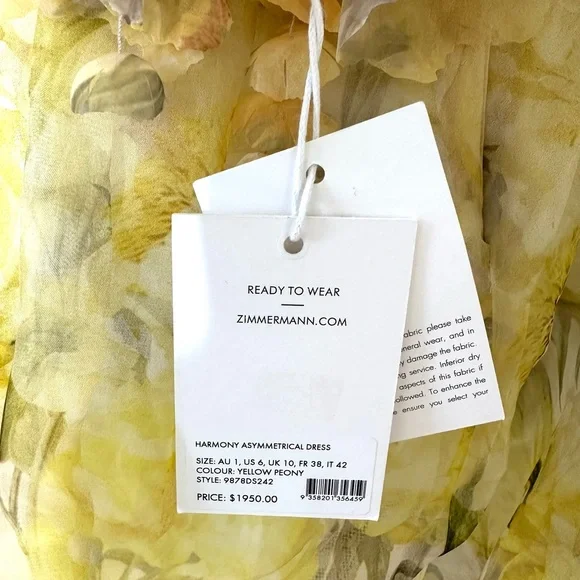 READY TO WEAR
ZIMMERMANN.COM
HARMONY ASYMMETRICAL DRESS
SIZE: AU 1, US 6, UK 10, FR 38, IT 42
COLOUR: YELLOW PEONY
STYLE: 9878DS242
PRICE: $1950.00
9 358201 356459
fabric please take
general wear, and in
damage the fabric.
service. Inferior dry
aspects of this fabric if
followed. To enhance the
ensure you select your